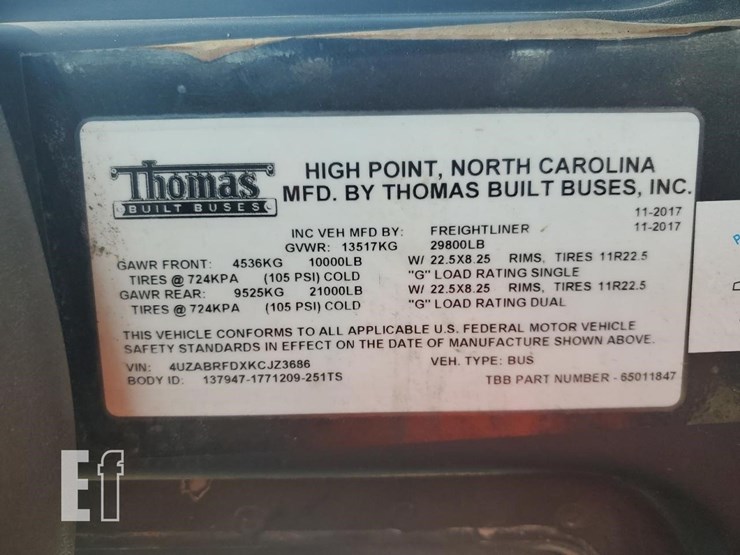 Thomas
BUILT BUSES
HIGH POINT, NORTH CAROLINA
MFD. BY THOMAS BUILT BUSES, INC.
11-2017
INC VEH MFD BY: FREIGHTLINER 11-2017
GVWR: 13517KG 29800LB
GAWR FRONT: 4536KG 10000LB W/ 22.5X8.25 RIMS, TIRES 11R22.5
TIRES @ 724KPA (105 PSI) COLD "G" LOAD RATING SINGLE
GAWR REAR: 9525KG 21000LB W/ 22.5X8.25 RIMS, TIRES 11R22.5
TIRES @ 724KPA (105 PSI) COLD "G" LOAD RATING DUAL
THIS VEHICLE CONFORMS TO ALL APPLICABLE U.S. FEDERAL MOTOR VEHICLE
SAFETY STANDARDS IN EFFECT ON THE DATE OF MANUFACTURE SHOWN ABOVE.
VIN: 4UZABRFDXKCJZ3686 VEH. TYPE: BUS
BODY ID: 137947-1771209-251TS TBB PART NUMBER - 65011847
Ef